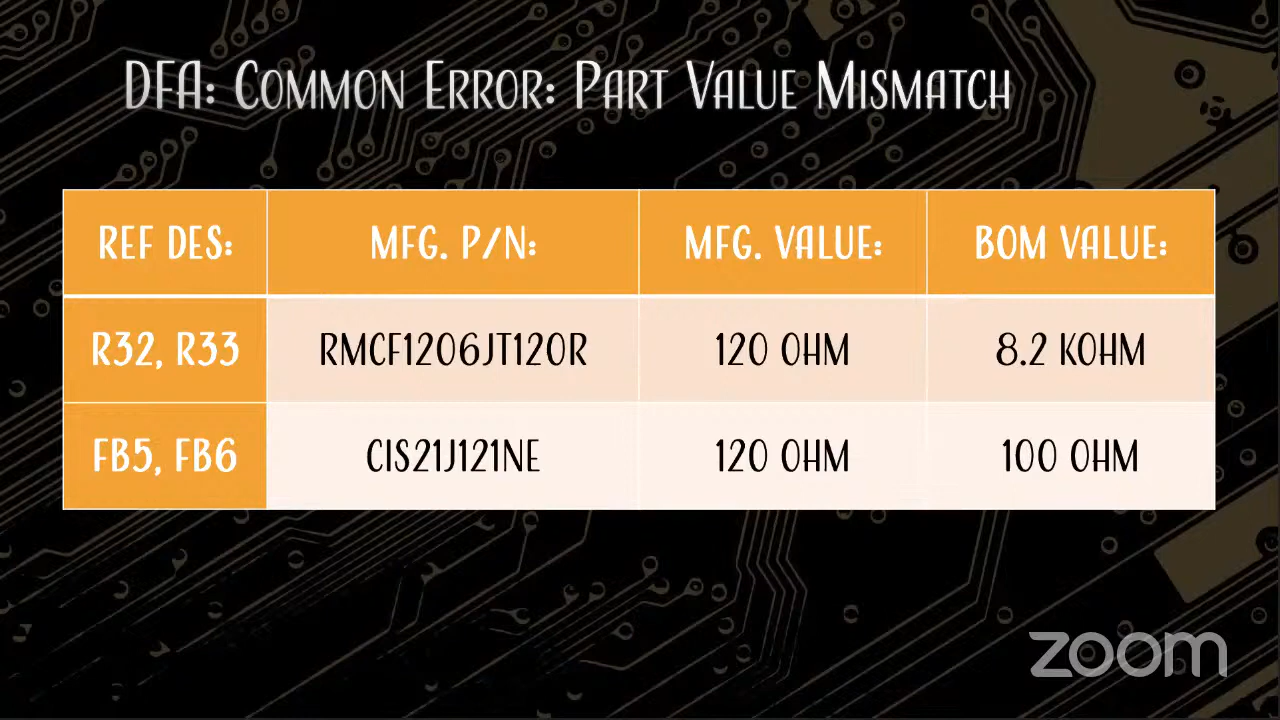 DFA: COMMON ERROR: PART VALUE MISMATCH
REF DES: MFG. P/N: MFG. VALUE: BOM VALUE:
R32, R33 RMCF1206JT120R 120 OHM 8.2 KOHM
FB5, FB6 CIS21J121NE 120 OHM 100 OHM
zoom